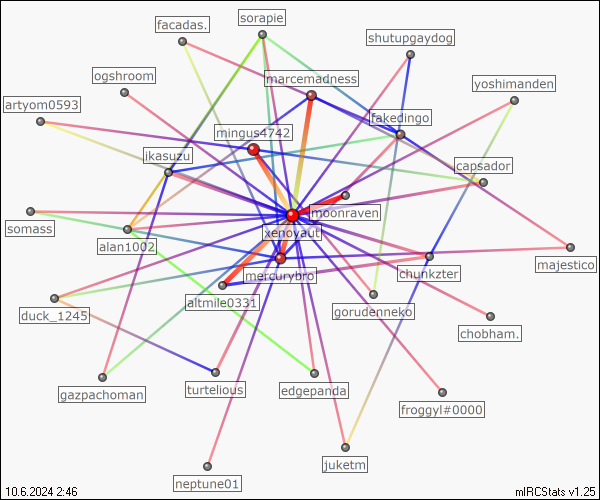 sorapie
facadas.
shutupgaydog
ogshroom
marcemadness
yoshimanden
artyom0593
fakedingo
mingus4742
ikasuzu
capsador
moonraven
somass
xenoyaut
alan1002
majestico
mercurybro
chunkzter
altmile0331
duck_1245
gorudenneko
chobham.
gazpachoman
turtelious
edgepanda
froggyl#0000
juketm
neptune01
10.6.2024 2:46
mIRCStats v1.25